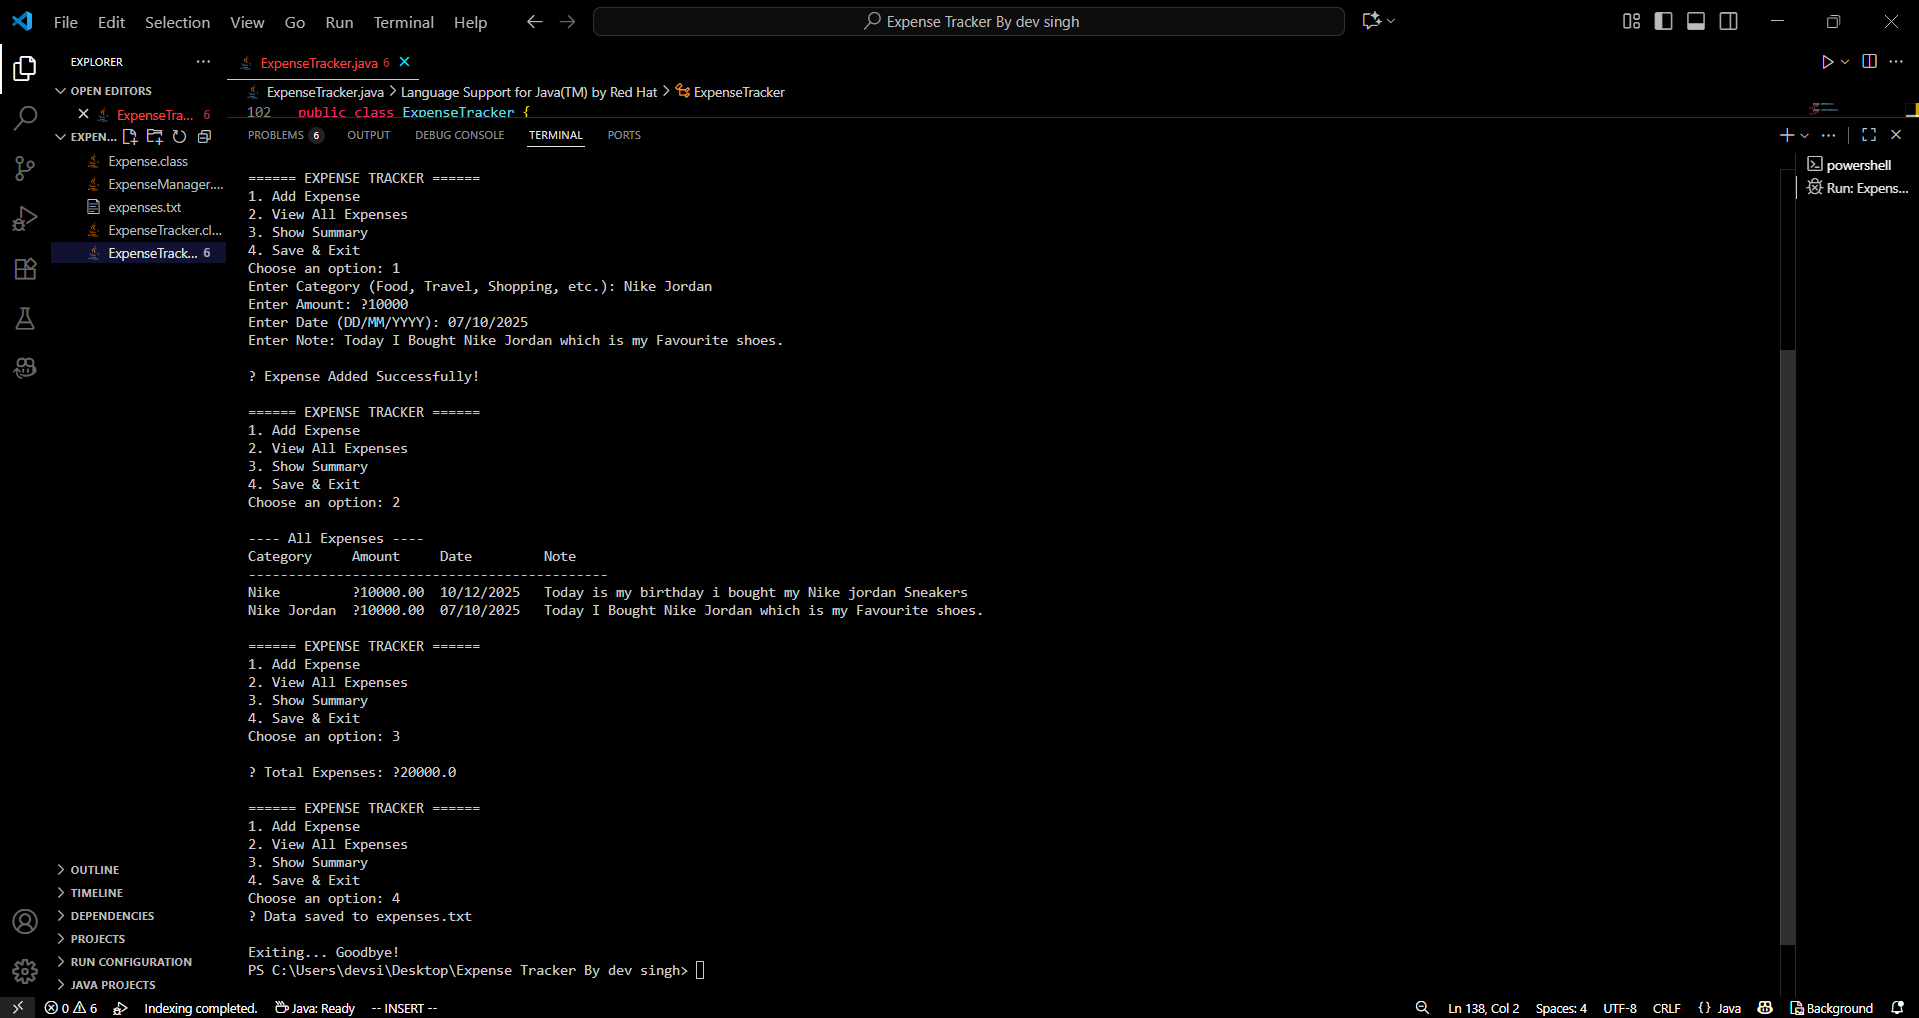 File Edit Selection View Go Run Terminal Help
Expense Tracker By dev singh
EXPLORER
OPEN EDITORS
ExpenseTra... 6
EXPEN...
Expense.class
ExpenseManager....
expenses.txt
ExpenseTracker.cl...
ExpenseTrack... 6
OUTLINE
TIMELINE
DEPENDENCIES
PROJECTS
RUN CONFIGURATION
JAVA PROJECTS
ExpenseTracker.java 6
ExpenseTracker.java > Language Support for Java(TM) by Red Hat > ExpenseTracker
102 public class ExpenseTracker {
PROBLEMS 6 OUTPUT DEBUG CONSOLE TERMINAL PORTS
====== EXPENSE TRACKER ======
1. Add Expense
2. View All Expenses
3. Show Summary
4. Save & Exit
Choose an option: 1
Enter Category (Food, Travel, Shopping, etc.): Nike Jordan
Enter Amount: ?10000
Enter Date (DD/MM/YYYY): 07/10/2025
Enter Note: Today I Bought Nike Jordan which is my Favourite shoes.
? Expense Added Successfully!
====== EXPENSE TRACKER ======
1. Add Expense
2. View All Expenses
3. Show Summary
4. Save & Exit
Choose an option: 2
---- All Expenses ----
Category Amount Date Note
---------------------------------------------
Nike ?10000.00 10/12/2025 Today is my birthday i bought my Nike jordan Sneakers
Nike Jordan ?10000.00 07/10/2025 Today I Bought Nike Jordan which is my Favourite shoes.
====== EXPENSE TRACKER ======
1. Add Expense
2. View All Expenses
3. Show Summary
4. Save & Exit
Choose an option: 3
? Total Expenses: ?20000.0
====== EXPENSE TRACKER ======
1. Add Expense
2. View All Expenses
3. Show Summary
4. Save & Exit
Choose an option: 4
? Data saved to expenses.txt
Exiting... Goodbye!
PS C:\Users\devsi\Desktop\Expense Tracker By dev singh>
powershell
Run: Expens...
0 6 Indexing completed. Java: Ready -- INSERT -- Ln 138, Col 2 Spaces: 4 UTF-8 CRLF {} Java Background